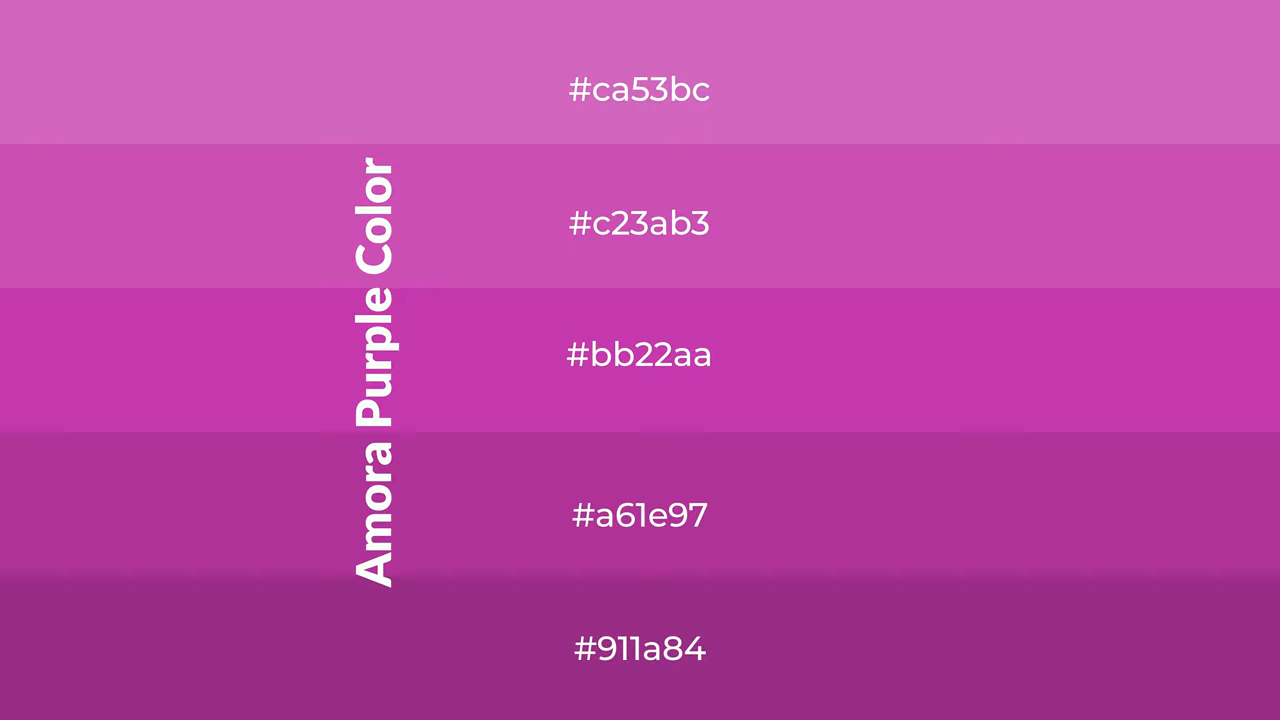 Amora Purple Color
#ca53bc
#c23ab3
#bb22aa
#a61e97
#911a84